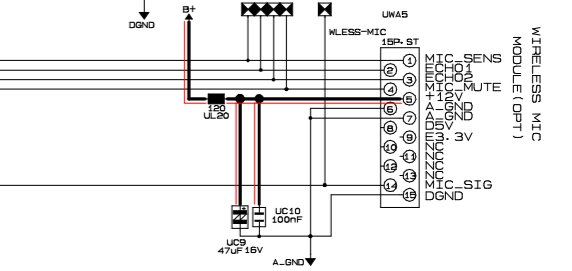 B+
DGND
UWA5
WLESS-MIC
15P.ST
WIRELESS MIC
MODULE(OPT)
1 MIC_SENS
2 ECHO1
3 ECHO2
4 MIC_MUTE
5 +12V
6 A_GND
7 A_GND
8 D5V
9 E3.3V
10 NC
11 NC
12 NC
13 NC
14 MIC_SIG
15 DGND
120
UL20
+
UC10
100nF
UC9
47uF16V
A_GND